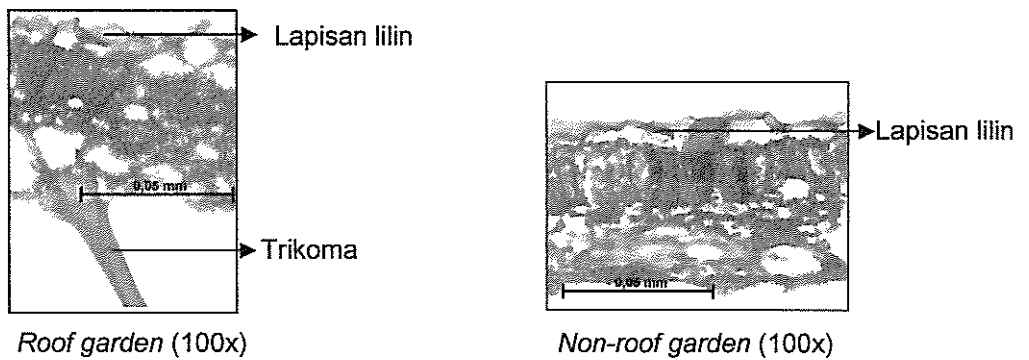 Lapisan lilin
0,05 mm
Trikoma
Roof garden (100x)
Lapisan lilin
0,05 mm
Non-roof garden (100x)